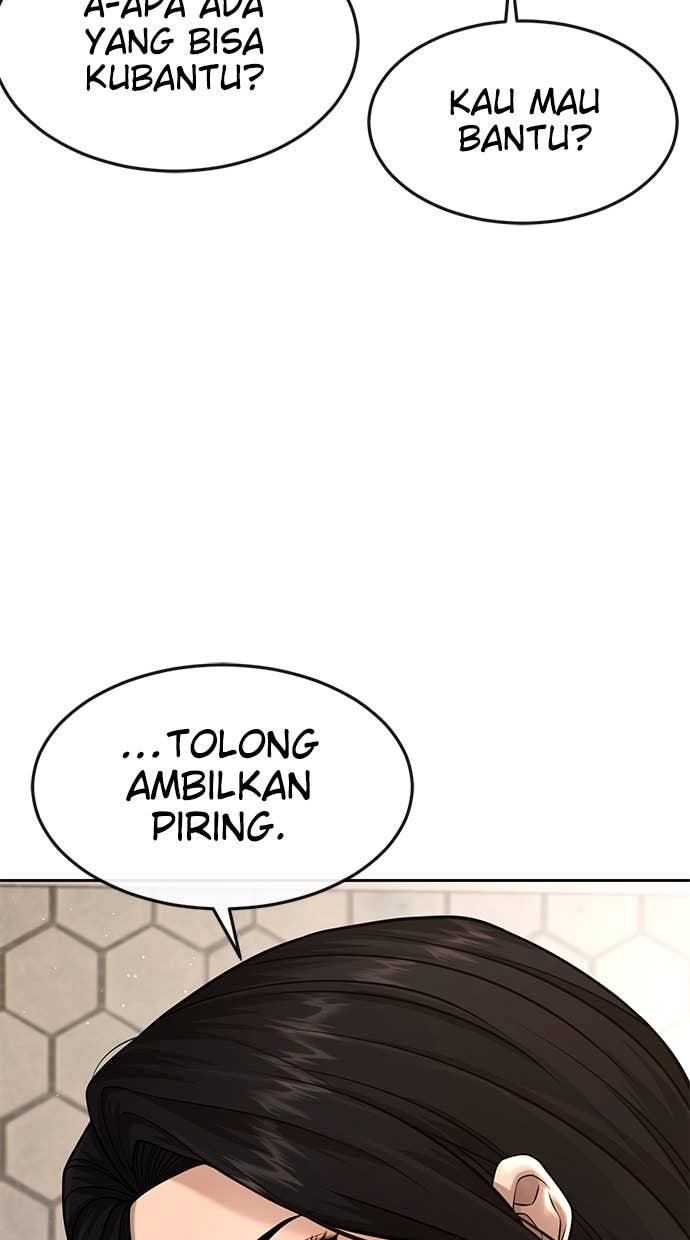 A-APA ADA
YANG BISA
KUBANTU?
KAU MAU
BANTU?
...TOLONG
AMBILKAN
PIRING.